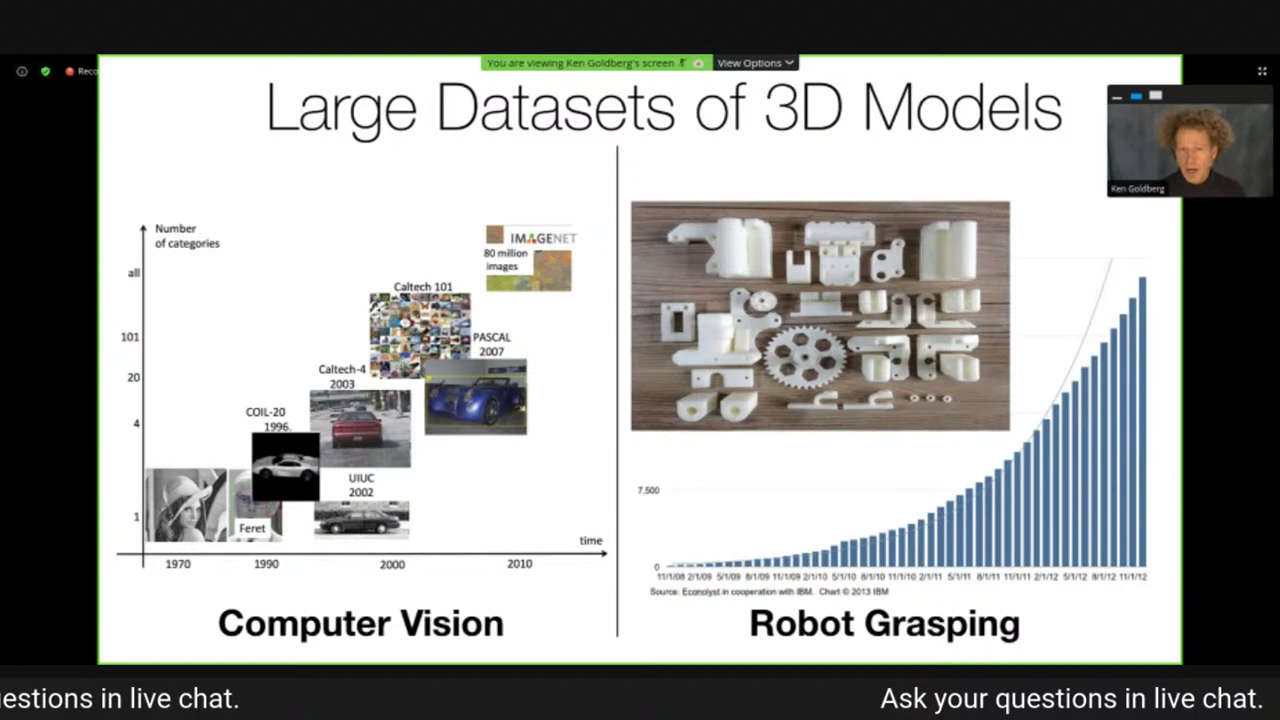 You are viewing Ken Goldberg's screen
View Options
Reco
Large Datasets of 3D Models
Ken Goldberg
Number
of categories
all
101
20
4
1
IMAGENET
80 million
images
Caltech 101
PASCAL
2007
Caltech-4
2003
COIL-20
1996.
UIUC
2002
Feret
time
1970
1990
2000
2010
Computer Vision
7,500
0
11/1/08 2/1/09 5/1/09 8/1/09 11/1/09 2/1/10 5/1/10 8/1/10 11/1/10 2/1/11 5/1/11 8/1/11 11/1/11 2/1/12 5/1/12 8/1/12 11/1/12
Source: Econolyst in cooperation with IBM. Chart © 2013 IBM
Robot Grasping
estions in live chat.
Ask your questions in live chat.